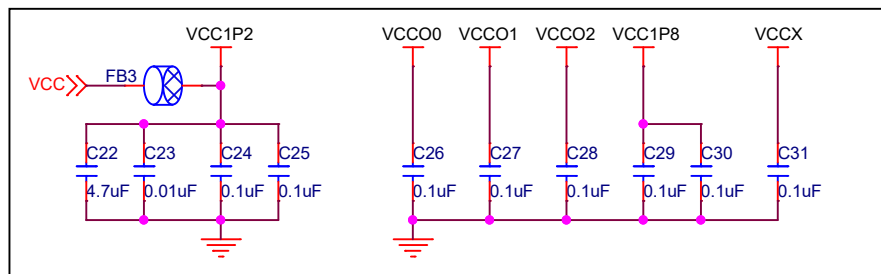 VCC1P2 VCCO0 VCCO1 VCCO2 VCC1P8 VCCX
VCC FB3
C22 C23 C24 C25 C26 C27 C28 C29 C30 C31
4.7uF 0.01uF 0.1uF 0.1uF 0.1uF 0.1uF 0.1uF 0.1uF 0.1uF 0.1uF